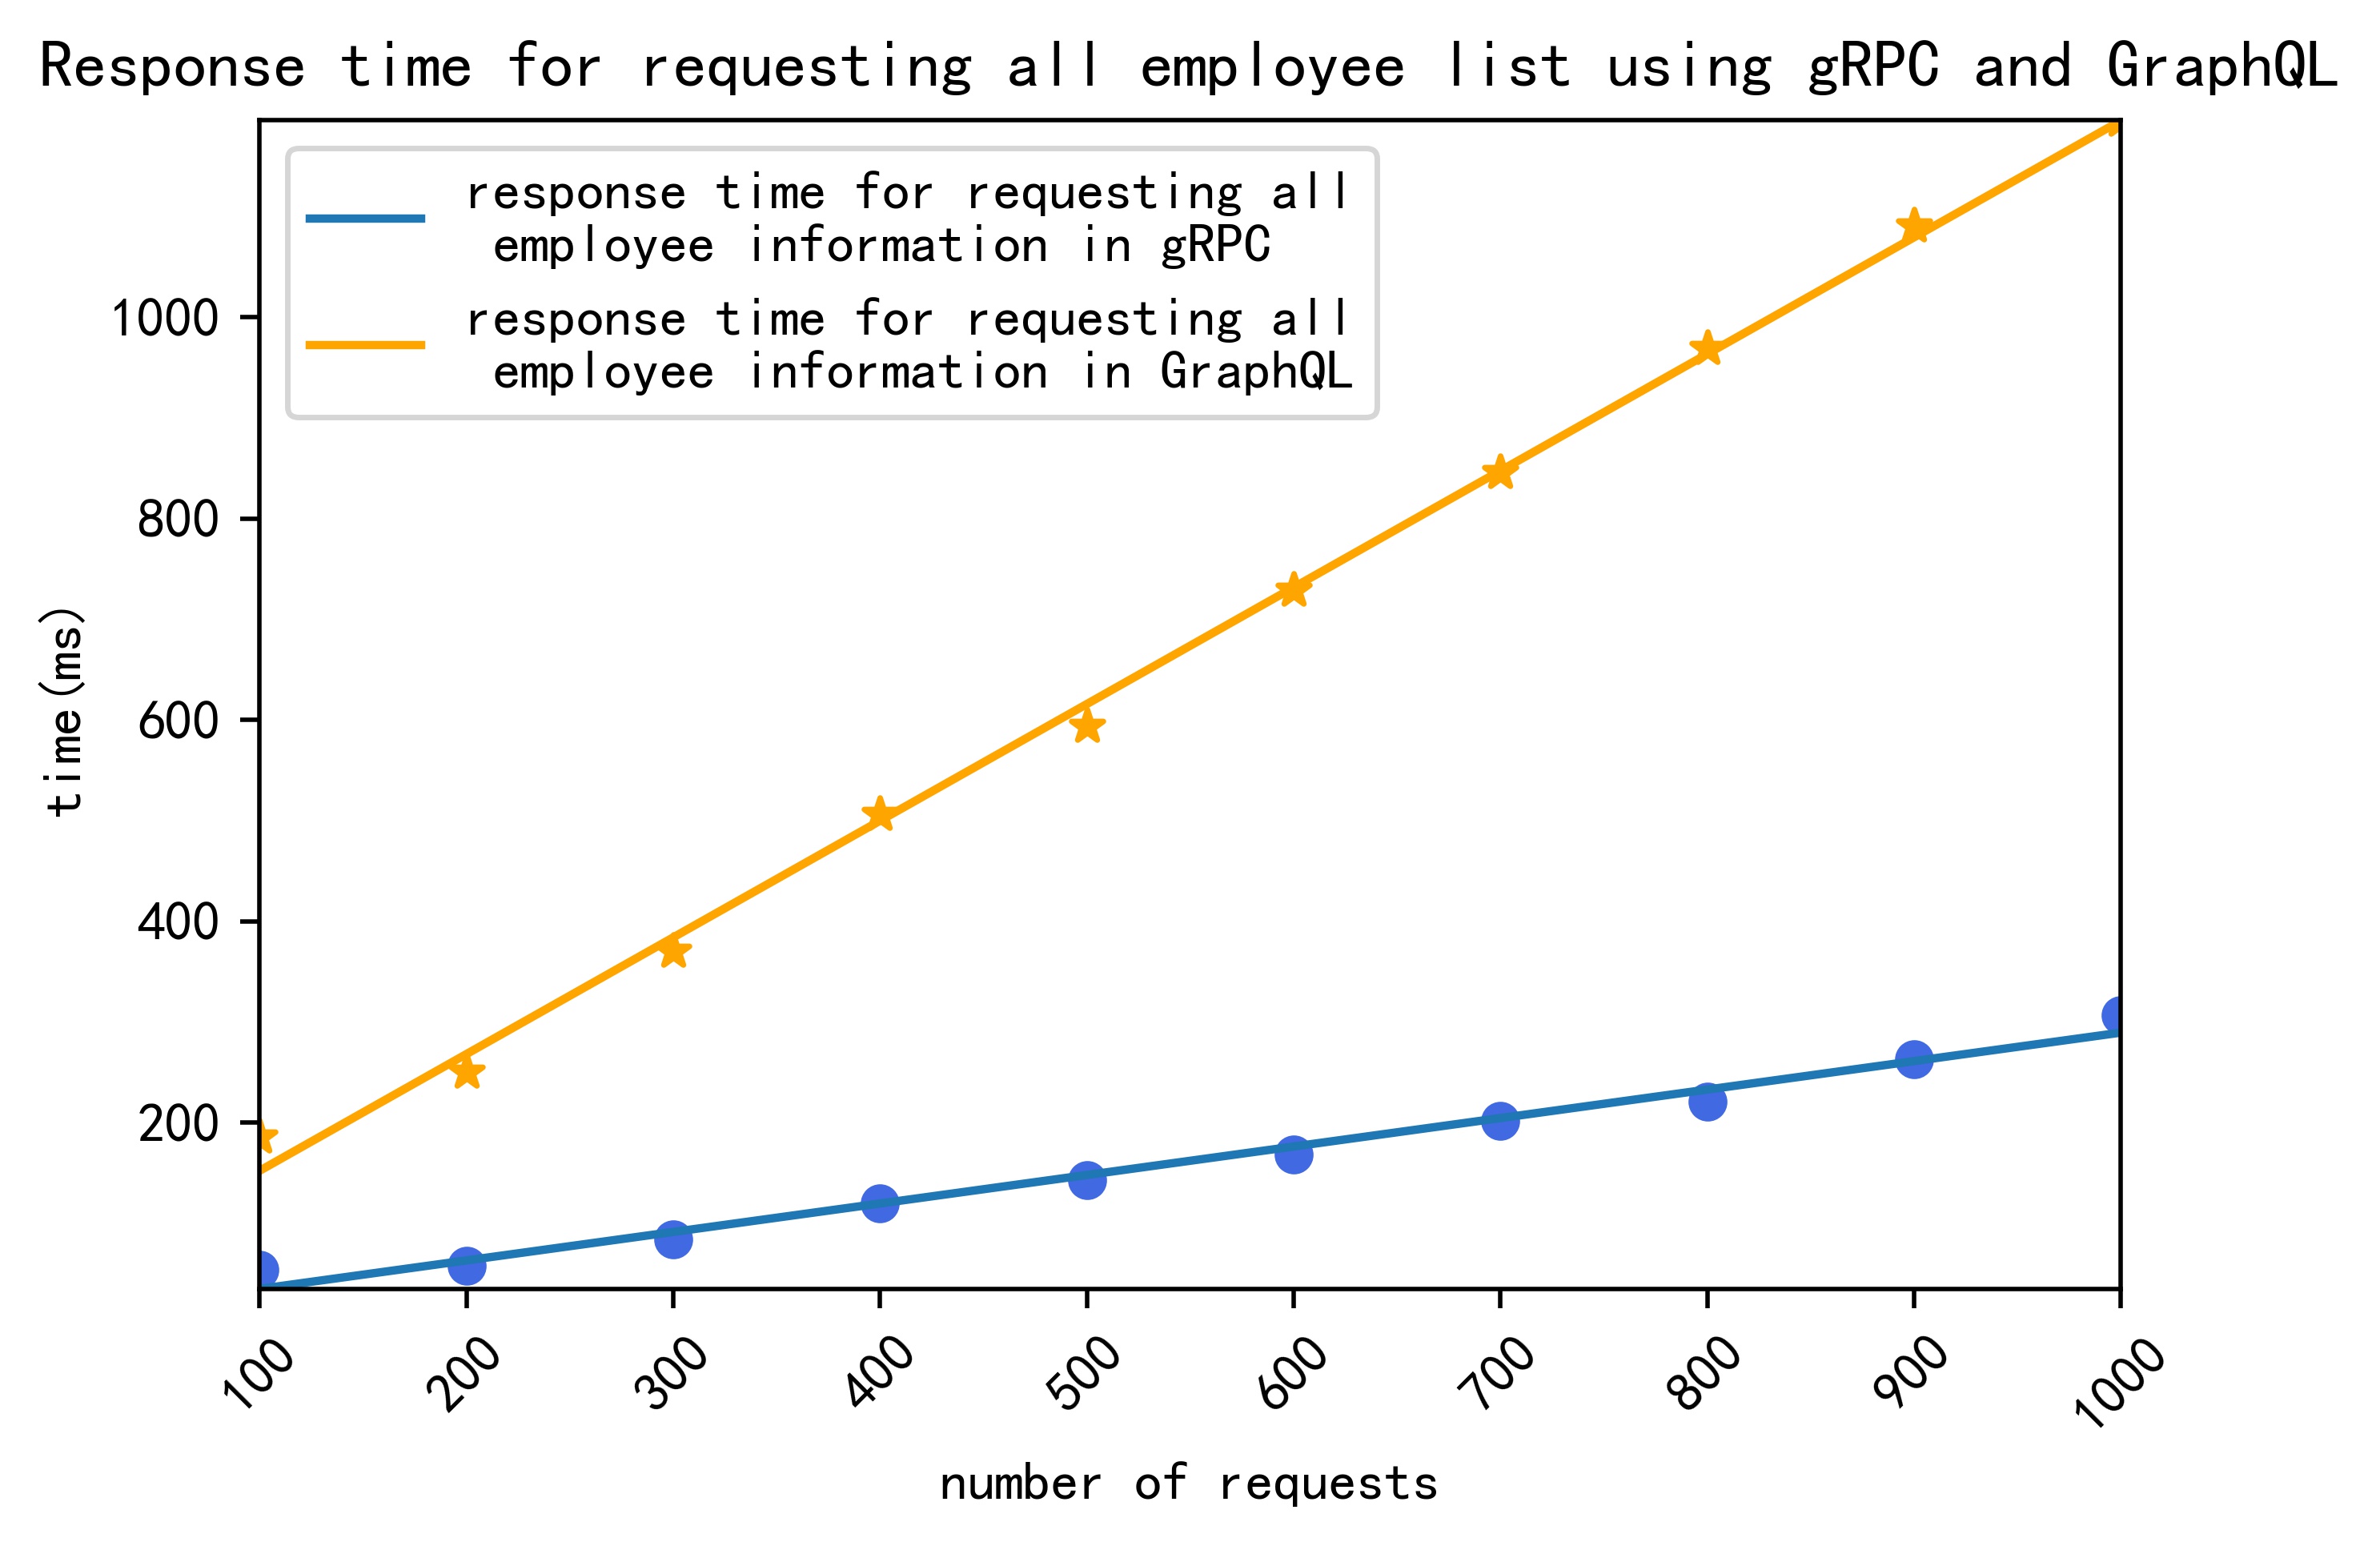 Response time for requesting all employee list using gRPC and GraphQL
response time for requesting all
employee information in gRPC
response time for requesting all
employee information in GraphQL
1000
800
600
400
200
time(ms)
100
200
300
400
500
600
700
800
900
1000
number of requests